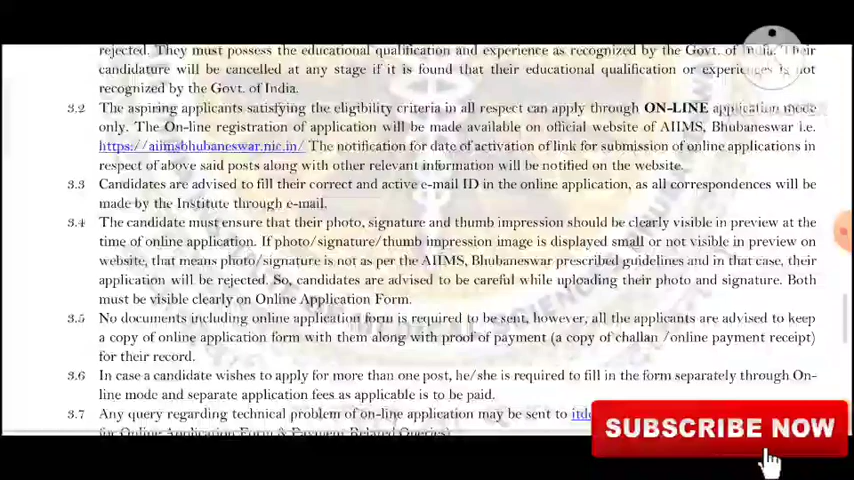 rejected. They must possess the educational qualification and experience as recognized by the Govt. of India. Their
candidature will be cancelled at any stage if it is found that their educational qualification or experiences is not
recognized by the Govt. of India.
3.2 The aspiring applicants satisfying the eligibility criteria in all respect can apply through ON-LINE application mode
only. The On-line registration of application will be made available on official website of AIIMS, Bhubaneswar i.e.
https://aiimsbhubaneswar.nic.in/ The notification for date of activation of link for submission of online applications in
respect of above said posts along with other relevant information will be notified on the website.
3.3 Candidates are advised to fill their correct and active e-mail ID in the online application, as all correspondences will be
made by the Institute through e-mail.
3.4 The candidate must ensure that their photo, signature and thumb impression should be clearly visible in preview at the
time of online application. If photo/signature/thumb impression image is displayed small or not visible in preview on
website, that means photo/signature is not as per the AIIMS, Bhubaneswar prescribed guidelines and in that case, their
application will be rejected. So, candidates are advised to be careful while uploading their photo and signature. Both
must be visible clearly on Online Application Form.
3.5 No documents including online application form is required to be sent, however, all the applicants are advised to keep
a copy of online application form with them along with proof of payment (a copy of challan /online payment receipt)
for their record.
3.6 In case a candidate wishes to apply for more than one post, he/she is required to fill in the form separately through On-
line mode and separate application fees as applicable is to be paid.
3.7 Any query regarding technical problem of on-line application may be sent to
for Online Application Form & Payment Related Queries)
SUBSCRIBE NOW